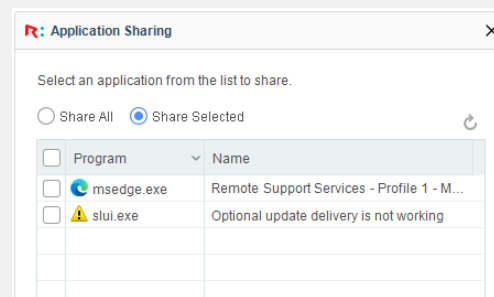 R: Application Sharing
Select an application from the list to share.
Share All Share Selected
Program Name
msedge.exe Remote Support Services - Profile 1 - M...
slui.exe Optional update delivery is not working